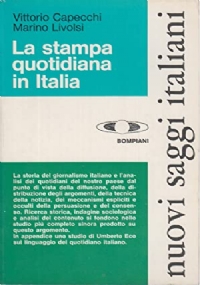 Vittorio Capecchi
Marino Livolsi
La stampa
quotidiana
in Italia
BOMPIANI
La storia del giornalismo italiano e l'ana-
lisi dei quotidiani del nostro paese dal
punto di vista della diffusione, della di-
stribuzione degli argomenti, della tecnica
della notizia, dei meccanismi espliciti e
occulti della persuasione e del consen-
so. Ricerca storica, indagine sociologica
e analisi del contenuto si fondono nello
studio più completo sinora prodotto su
questo argomento.
In appendice uno studio di Umberto Eco
sul linguaggio del quotidiano italiano.
nuovi saggi italiani